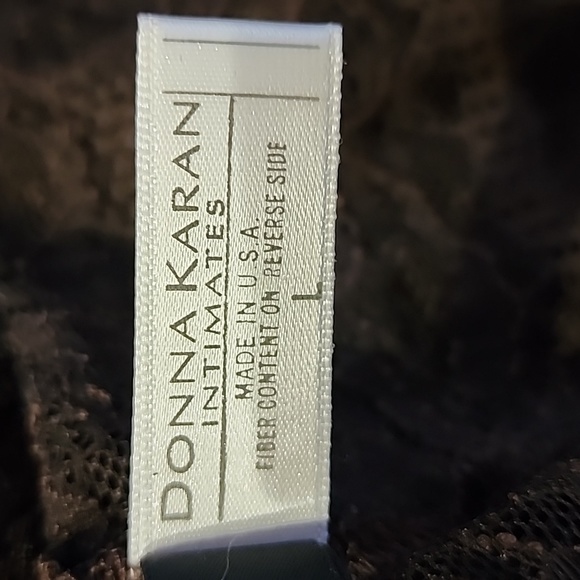 DONNA KARAN
INTIMATES
MADE IN U.S.A.
FIBER CONTENT ON REVERSE SIDE
L